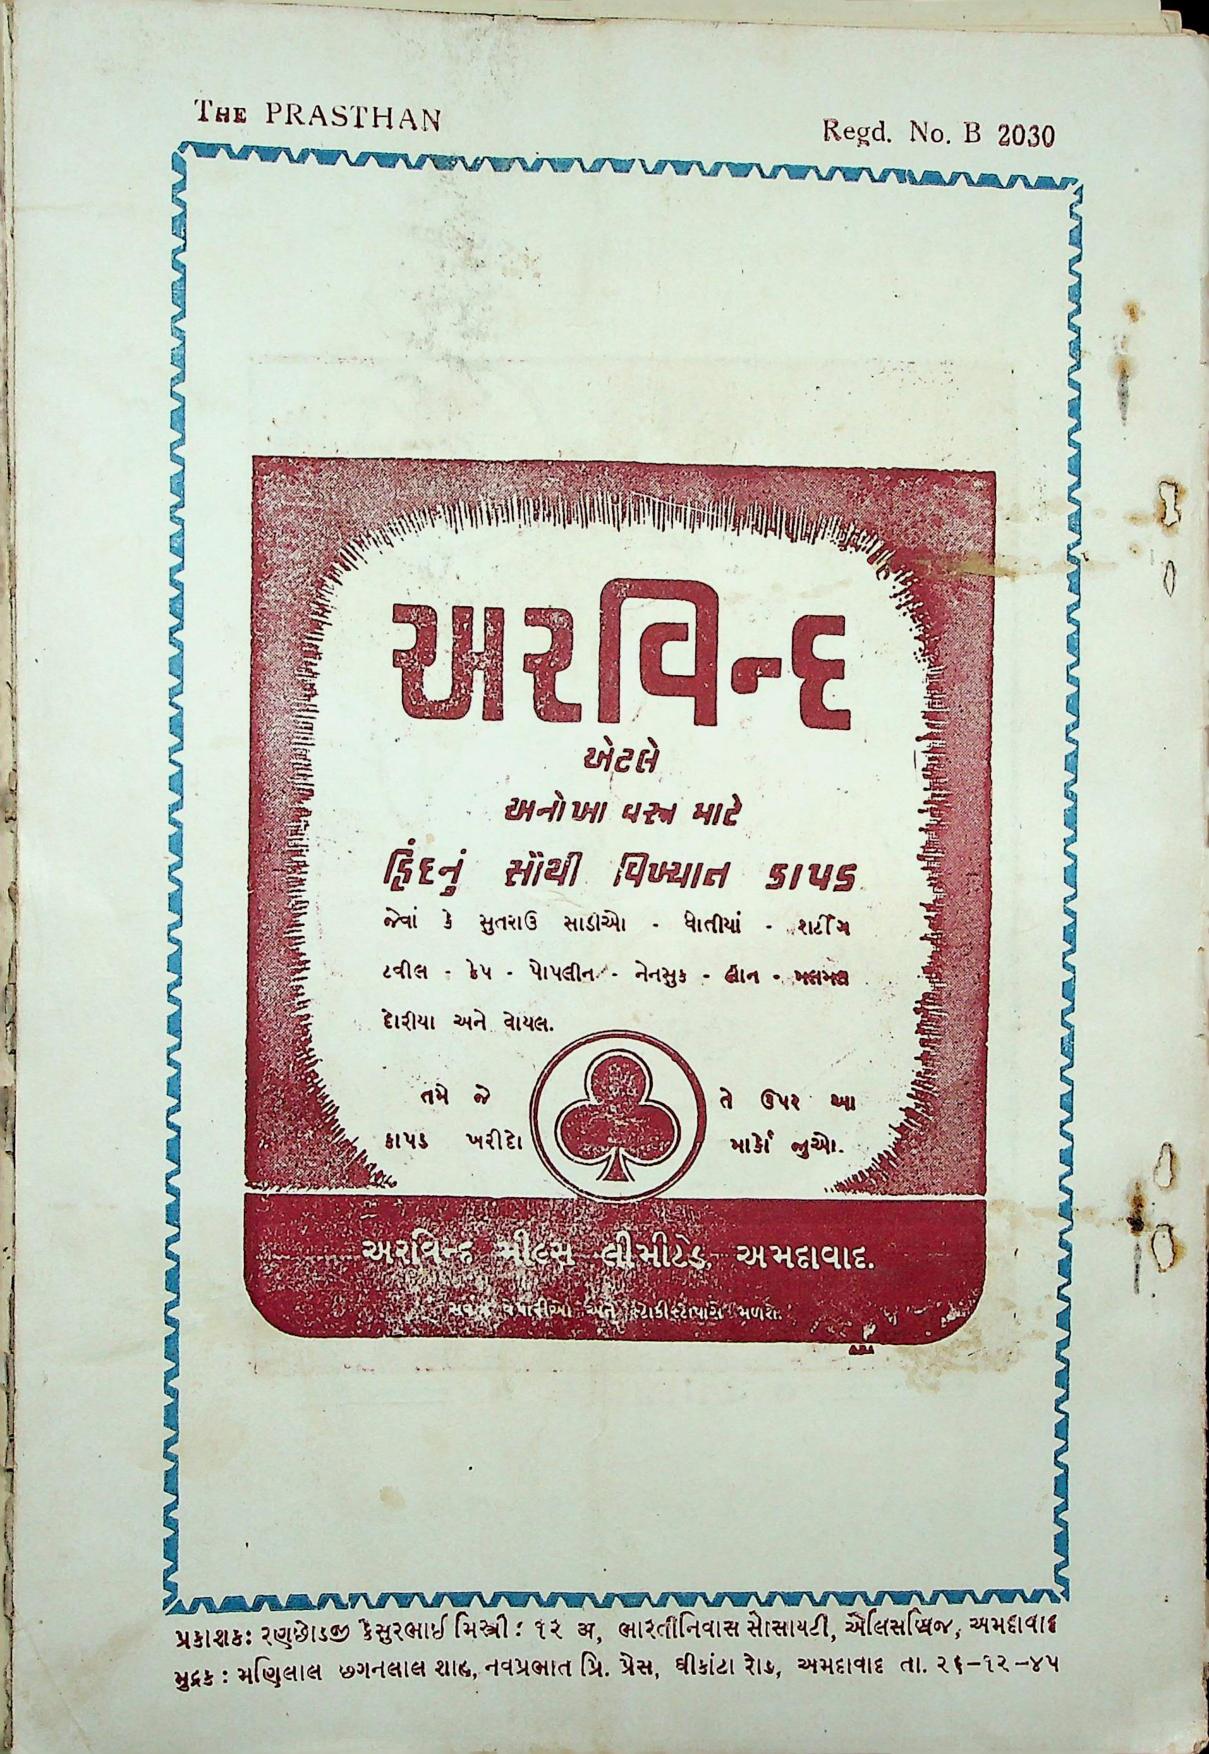 THE PRASTHAN
Regd. No. B 2030
અરવિન્દ
એટલે
અનોખા વસ્ત્ર માટે
હિંદનું સૌથી વિખ્યાત કાપડ
જેવાં કે સુતરાઉ સાડીઓ - ધોતીયાં - શર્ટીંગ
ટવીલ - ક્રેપ - પોપલીન - નેનસુક - લોન - મલમલ
દોરીયા અને વોયલ.
તમે જે તે ઉપર આ
કાપડ ખરીદો માર્કો જુઓ.
અરવિન્દ મીલ્સ લીમીટેડ, અમદાવાદ.
વેપારીઓ અને મળશે.
પ્રકાશક: રણછોડજી કેસુરભાઈ મિસ્ત્રી : ૧૨ અ, ભારતીનિવાસ સોસાયટી, એલિસબ્રિજ, અમદાવાદ
મુદ્રક : મણિલાલ છગનલાલ શાહ, નવપ્રભાત પ્રિ. પ્રેસ, ઘીકાંટા રોડ, અમદાવાદ તા. ૨૬-૧૨-૪૫